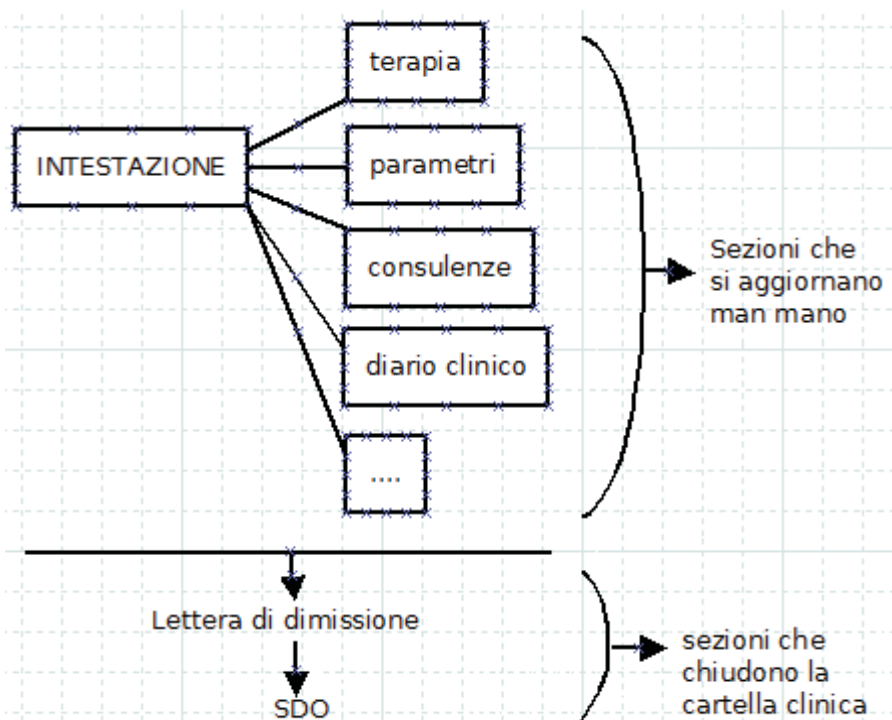 terapia
INTESTAZIONE
parametri
consulenze
diario clinico
....
Sezioni che
si aggiornano
man mano
Lettera di dimissione
SDO
sezioni che
chiudono la
cartella clinica